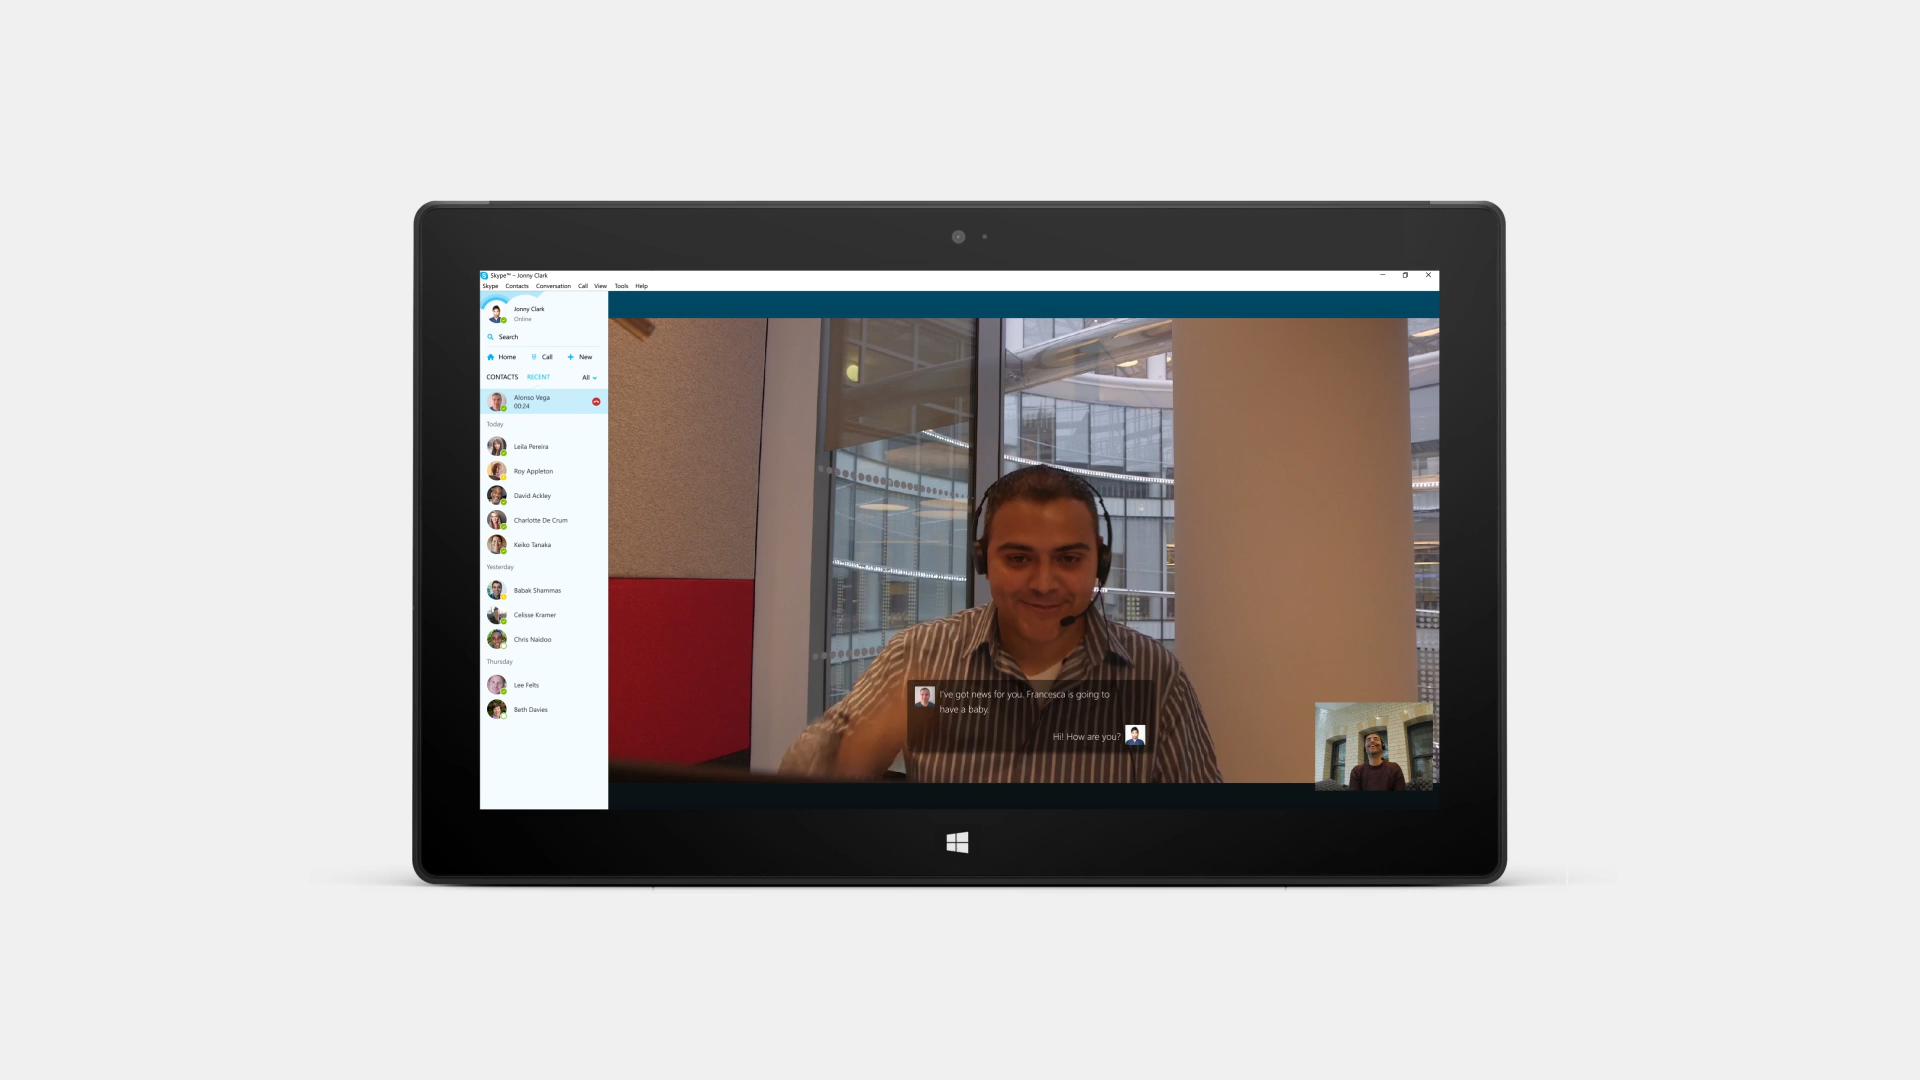 Skype™ – Jonny Clark
Skype Contacts Conversation Call View Tools Help
Jonny Clark
Online
Search
Home Call New
CONTACTS RECENT All
Alonso Vega
00:24
Today
Leila Pereira
Roy Appleton
David Ackley
Charlotte De Crum
Keiko Tanaka
Yesterday
Babak Shammas
Celisse Kramer
Chris Naidoo
Thursday
Lee Felts
Beth Davies
I've got news for you. Francesca is going to
have a baby.
Hi! How are you?